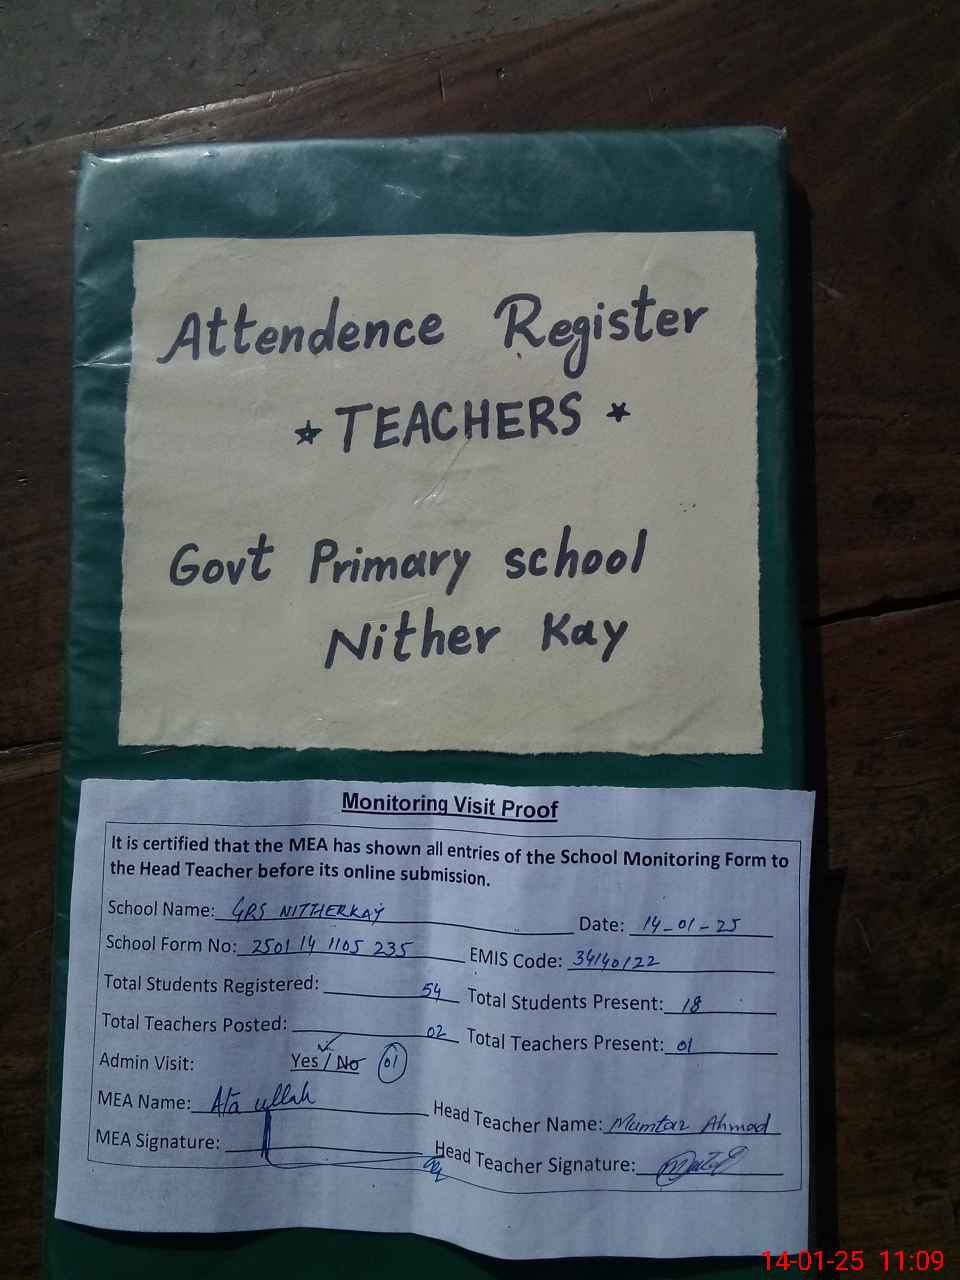 Attendence Register
TEACHERS
Govt Primary school
Nither Kay
Monitoring Visit Proof
It is certified that the MEA has shown all entries of the School Monitoring Form to
the Head Teacher before its online submission.
School Name: GPS NITHERKAY Date: 14-01-25
School Form No: 2501 14 1105 235 EMIS Code: 34140122
Total Students Registered: 54 Total Students Present: 18
Total Teachers Posted: 02 Total Teachers Present: 01
Admin Visit: Yes / No 01
MEA Name: Ata ullah Head Teacher Name: Mumtaz Ahmad
MEA Signature: Head Teacher Signature:
14-01-25 11:09